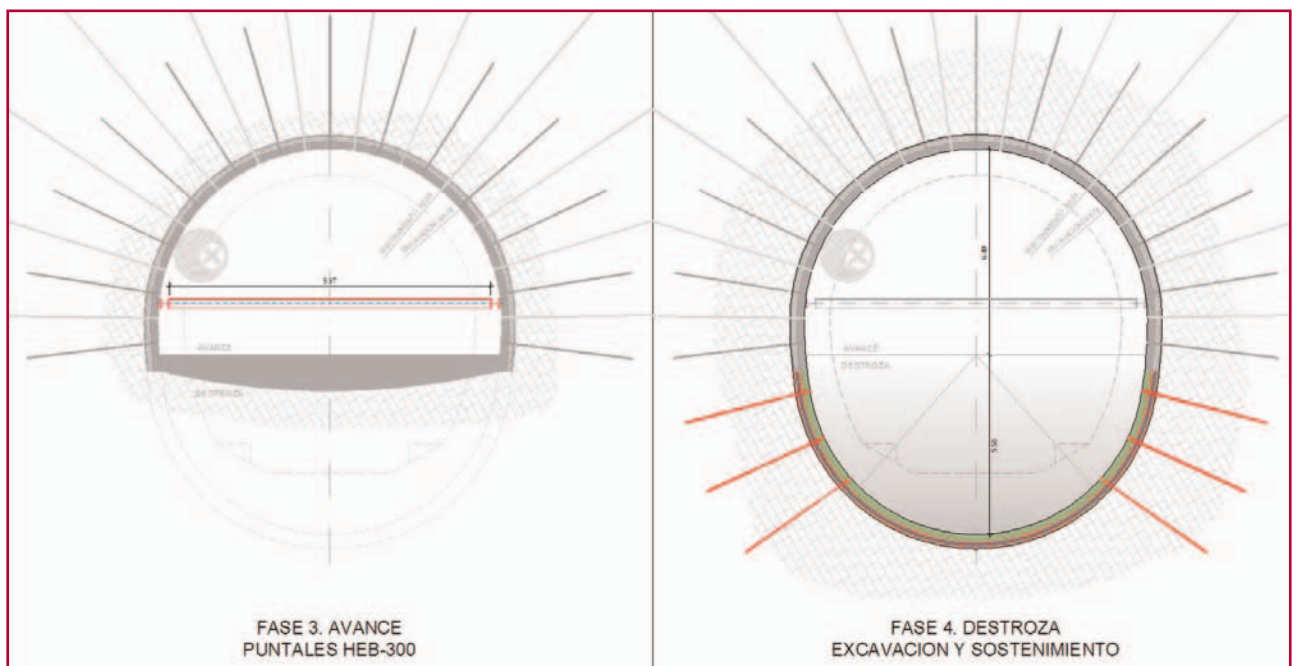 AVANCE
DESTROZA
FASE 3. AVANCE
PUNTALES HEB-300
AVANCE
DESTROZA
FASE 4. DESTROZA
EXCAVACION Y SOSTENIMIENTO